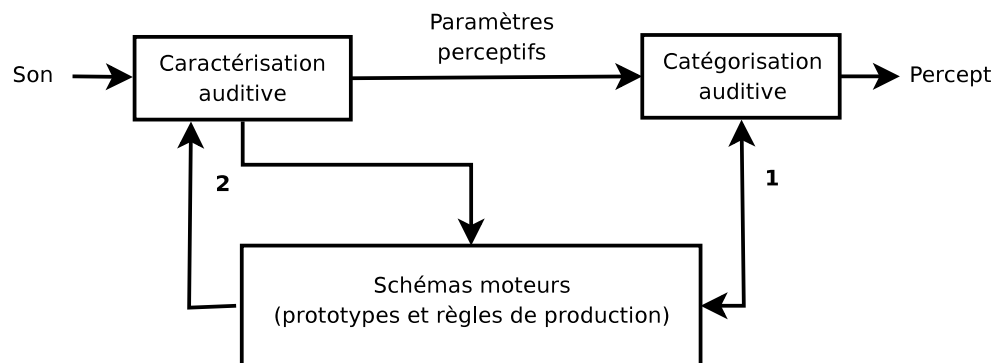 Son
Caractérisation
auditive
Paramètres
perceptifs
Catégorisation
auditive
Percept
2
1
Schémas moteurs
(prototypes et règles de production)